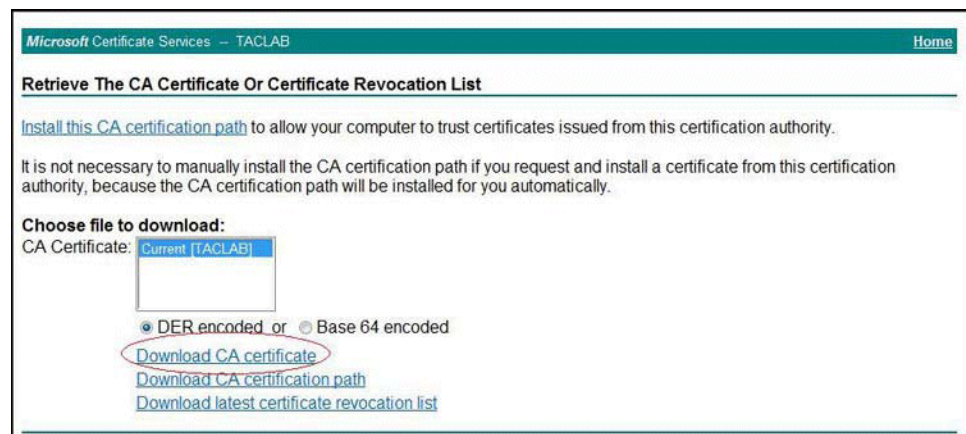 Microsoft Certificate Services -- TACLAB Home
Retrieve The CA Certificate Or Certificate Revocation List
Install this CA certification path to allow your computer to trust certificates issued from this certification authority.
It is not necessary to manually install the CA certification path if you request and install a certificate from this certification
authority, because the CA certification path will be installed for you automatically.
Choose file to download:
CA Certificate: Current [TACLAB]
DER encoded or Base 64 encoded
Download CA certificate
Download CA certification path
Download latest certificate revocation list